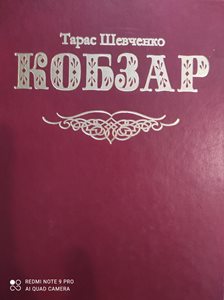 Тарас Шевченко
КОБЗАР
REDMI NOTE 9 PRO
AI QUAD CAMERA